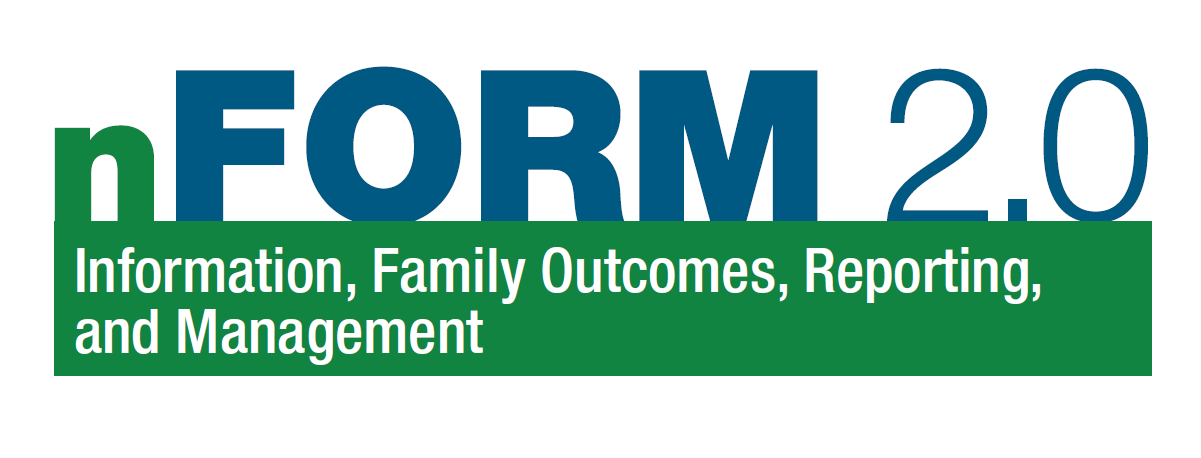 nFORM 2.0
Information, Family Outcomes, Reporting,
and Management